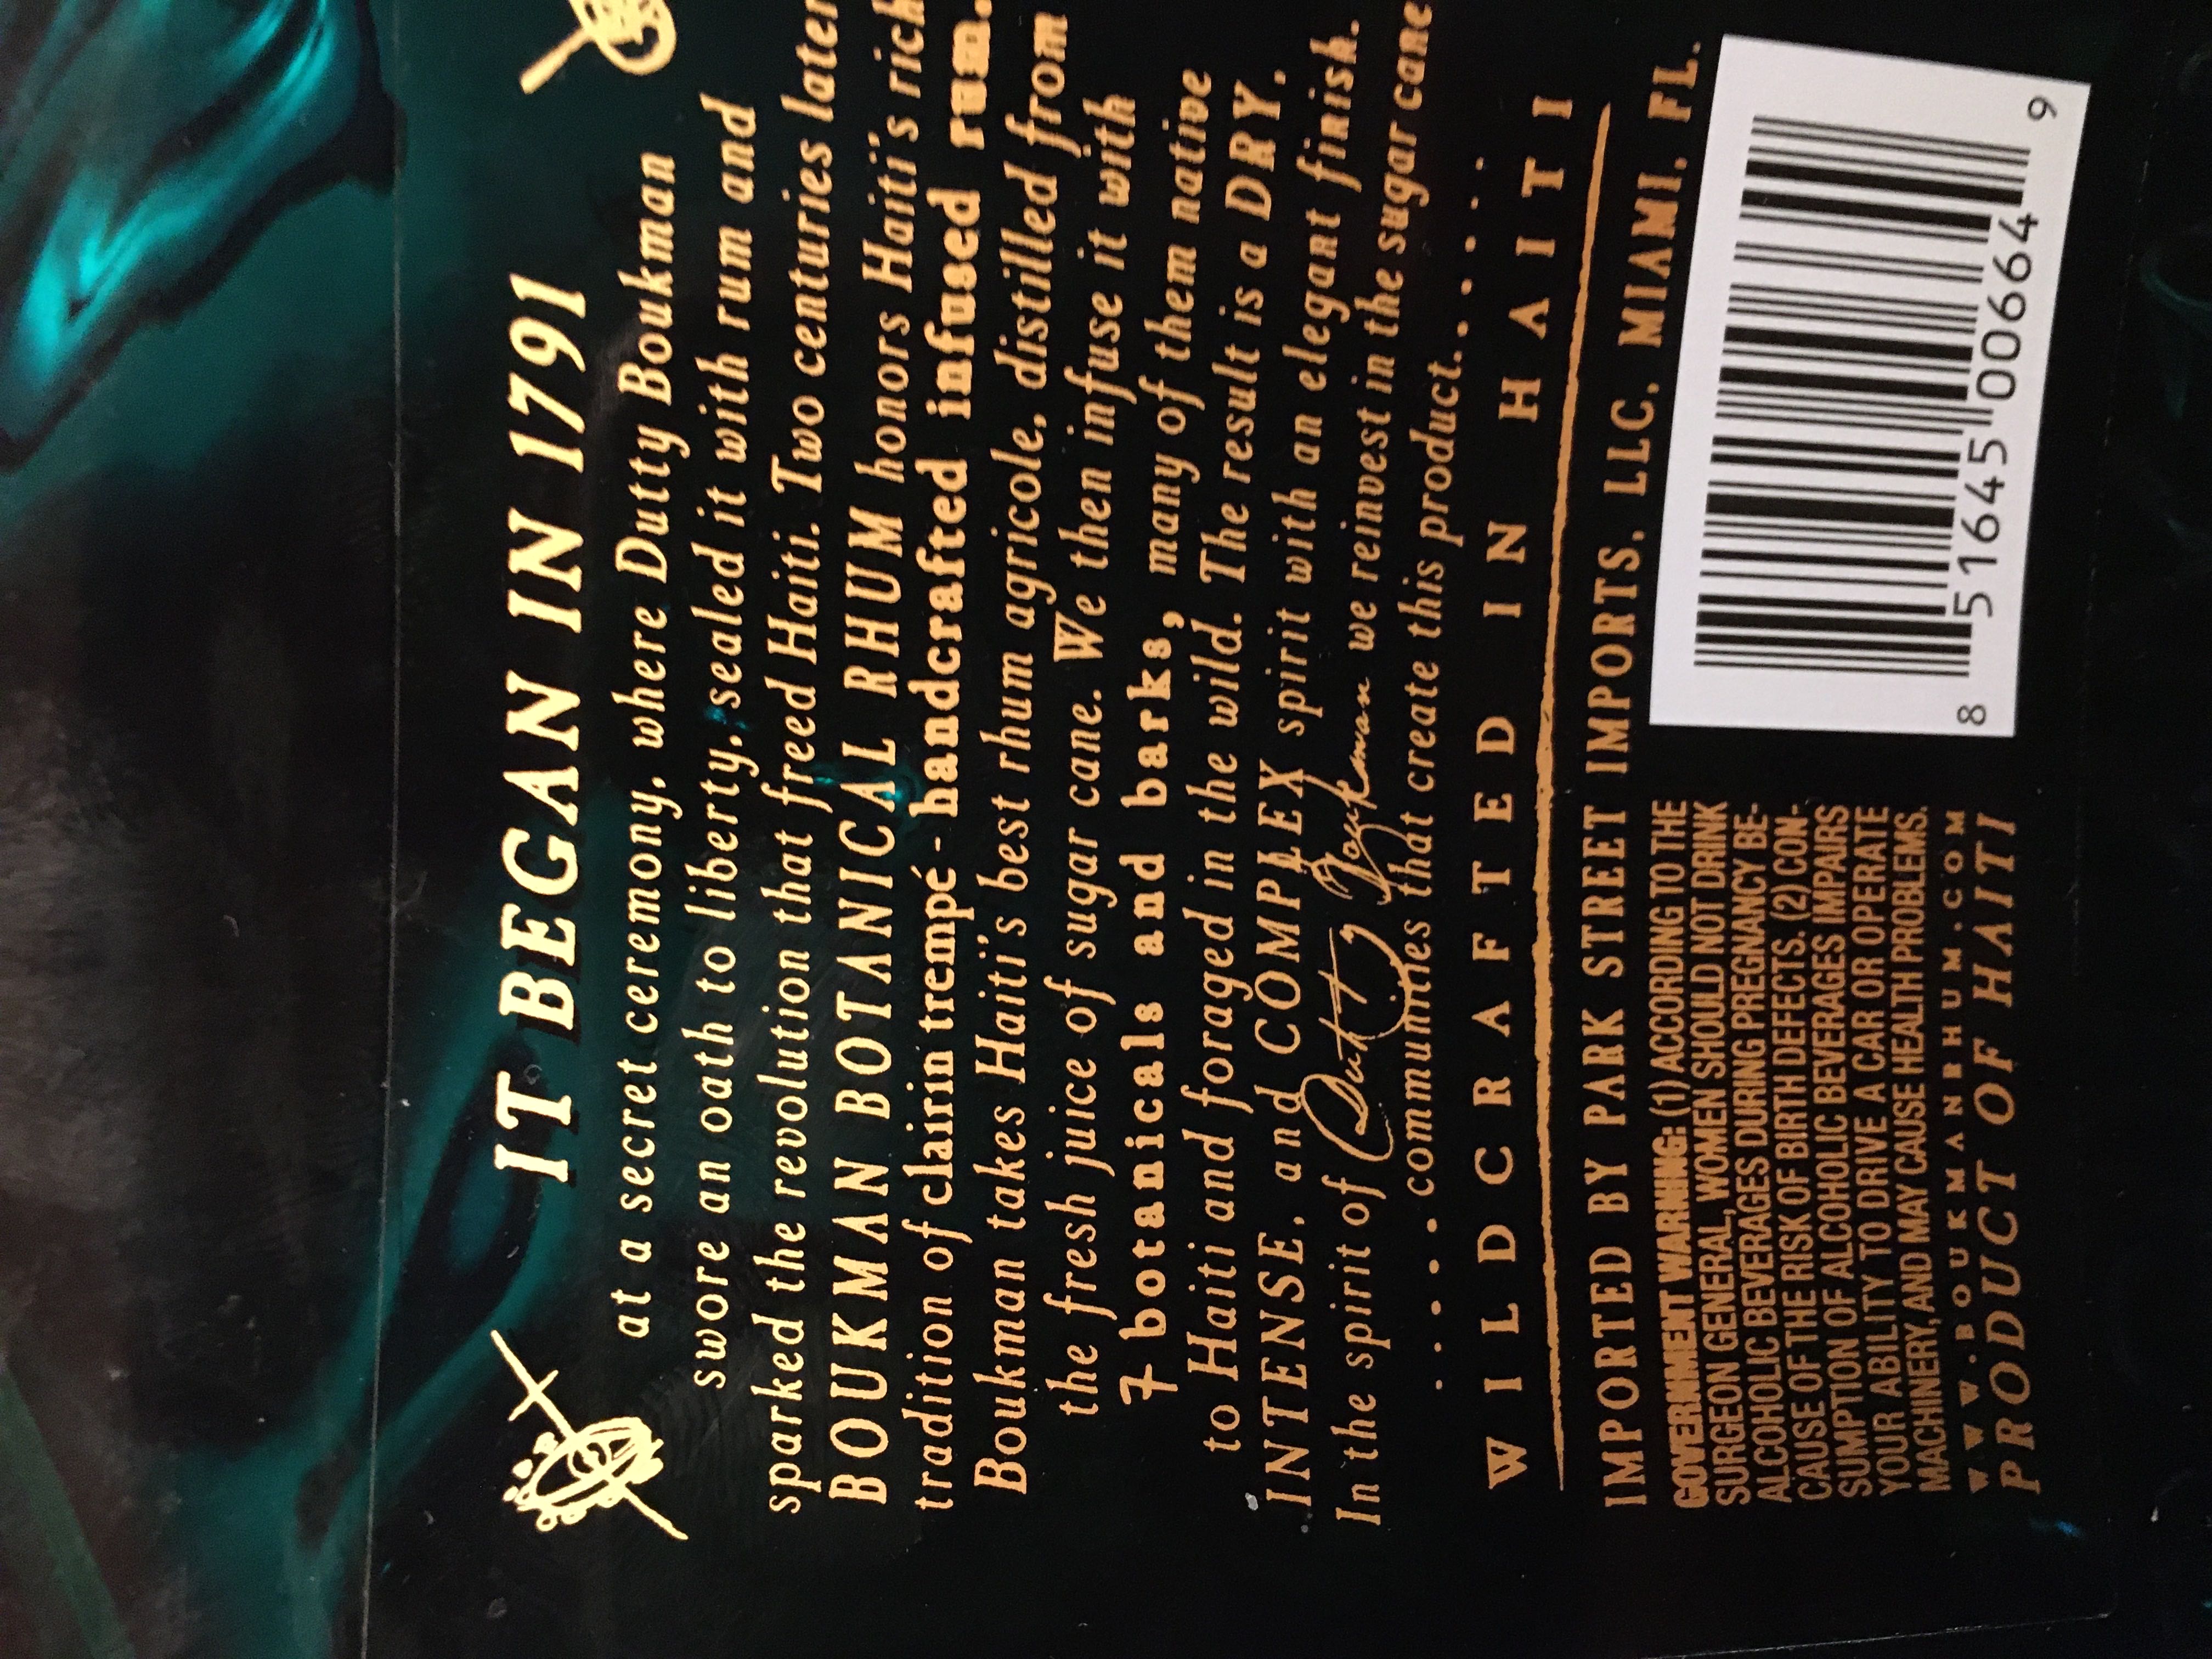 IT BEGAN IN 1791
at a secret ceremony, where Dutty Boukman
swore an oath to liberty, sealed it with rum and
sparked the revolution that freed Haiti. Two centuries later
BOUKMAN BOTANICAL RHUM honors Haiti's rich
tradition of clairin trempé - handcrafted infused rum.
Boukman takes Haiti's best rhum agricole, distilled from
the fresh juice of sugar cane. We then infuse it with
7 botanicals and barks, many of them native
to Haiti and foraged in the wild. The result is a DRY,
INTENSE, and COMPLEX spirit with an elegant finish.
In the spirit of Dutty Boukman we reinvest in the sugar cane
...... communities that create this product.......
WILDCRAFTED IN HAITI
IMPORTED BY PARK STREET IMPORTS, LLC, MIAMI, FL.
GOVERNMENT WARNING: (1) ACCORDING TO THE
SURGEON GENERAL, WOMEN SHOULD NOT DRINK
ALCOHOLIC BEVERAGES DURING PREGNANCY BE-
CAUSE OF THE RISK OF BIRTH DEFECTS. (2) CON-
SUMPTION OF ALCOHOLIC BEVERAGES IMPAIRS
YOUR ABILITY TO DRIVE A CAR OR OPERATE
MACHINERY, AND MAY CAUSE HEALTH PROBLEMS.
WWW.BOUKMANRHUM.COM
PRODUCT OF HAITI
8 51645 00664 9